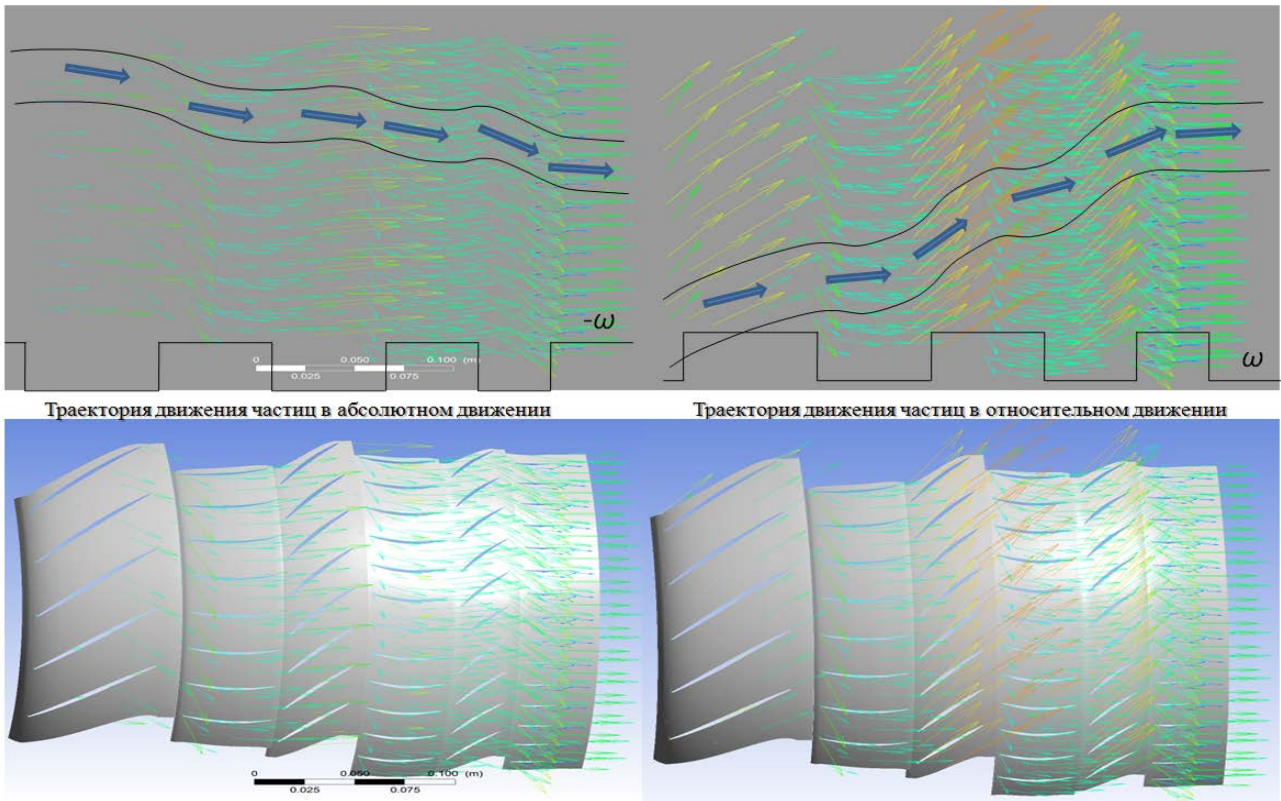 -ω
0 0.050 0.100 (m)
0.025 0.075
ω
Траектория движения частиц в абсолютном движении
Траектория движения частиц в относительном движении
0 0.050 0.100 (m)
0.025 0.075